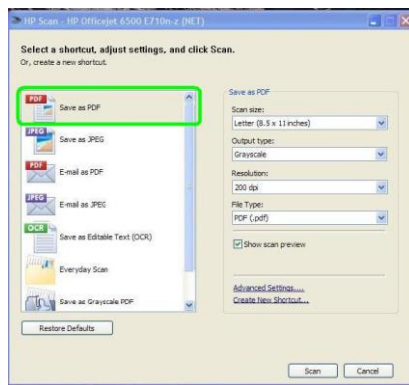 HP Scan - HP Officejet 6500 E710n-z (NET)
Select a shortcut, adjust settings, and click Scan.
Or, create a new shortcut.
PDF
Save as PDF
JPEG
Save as JPEG
PDF
E-mail as PDF
JPEG
E-mail as JPEG
OCR
Save as Editable Text (OCR)
Everyday Scan
Save as Grayscale PDF
Restore Defaults
Save as PDF
Scan size:
Letter (8.5 x 11 inches)
Output type:
Grayscale
Resolution:
200 dpi
File Type:
PDF (.pdf)
Show scan preview
Advanced Settings....
Create New Shortcut...
Scan
Cancel